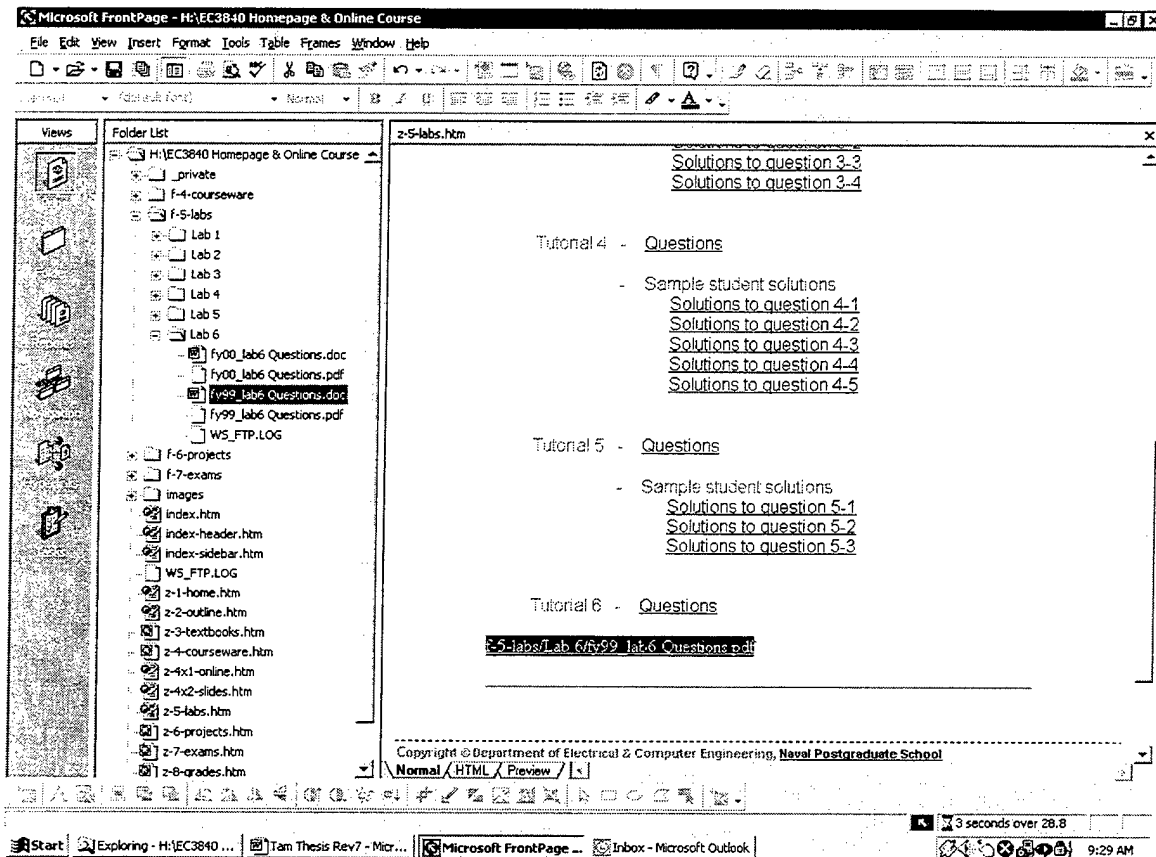 Microsoft FrontPage - H:\EC3840 Homepage & Online Course
File Edit View Insert Format Tools Table Frames Window Help
(default font) Normal B I U A
Views
Folder List
z-5-labs.htm
H:\EC3840 Homepage & Online Course
_private
f-4-courseware
f-5-labs
Lab 1
Lab 2
Lab 3
Lab 4
Lab 5
Lab 6
fy00_lab6 Questions.doc
fy00_lab6 Questions.pdf
fy99_lab6 Questions.doc
fy99_lab6 Questions.pdf
WS_FTP.LOG
f-6-projects
f-7-exams
images
index.htm
index-header.htm
index-sidebar.htm
WS_FTP.LOG
z-1-home.htm
z-2-outline.htm
z-3-textbooks.htm
z-4-courseware.htm
z-4x1-online.htm
z-4x2-slides.htm
z-5-labs.htm
z-6-projects.htm
z-7-exams.htm
z-8-grades.htm
Solutions to question 3-2
Solutions to question 3-3
Solutions to question 3-4
Tutorial 4 - Questions
- Sample student solutions
Solutions to question 4-1
Solutions to question 4-2
Solutions to question 4-3
Solutions to question 4-4
Solutions to question 4-5
Tutorial 5 - Questions
- Sample student solutions
Solutions to question 5-1
Solutions to question 5-2
Solutions to question 5-3
Tutorial 6 - Questions
f-5-labs/Lab 6/fy99_lab6 Questions.pdf
Copyright © Department of Electrical & Computer Engineering, Naval Postgraduate School
Normal HTML Preview
3 seconds over 28.8
Start Exploring - H:\EC3840 ... Tam Thesis Rev7 - Micr... Microsoft FrontPage ... Inbox - Microsoft Outlook 9:29 AM